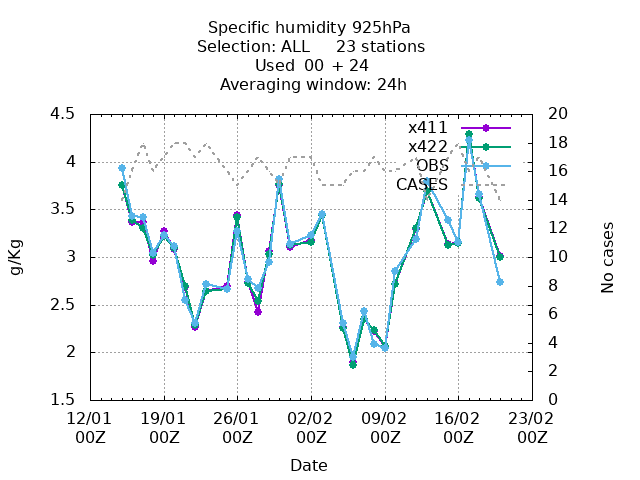 Specific humidity 925hPa
Selection: ALL 23 stations
Used 00 + 24
Averaging window: 24h
4.5
4
3.5
3
2.5
2
1.5
g/Kg
x411
x422
OBS
CASES
20
18
16
14
12
10
8
6
4
2
0
No cases
12/01 19/01 26/01 02/02 09/02 16/02 23/02
00Z 00Z 00Z 00Z 00Z 00Z 00Z
Date